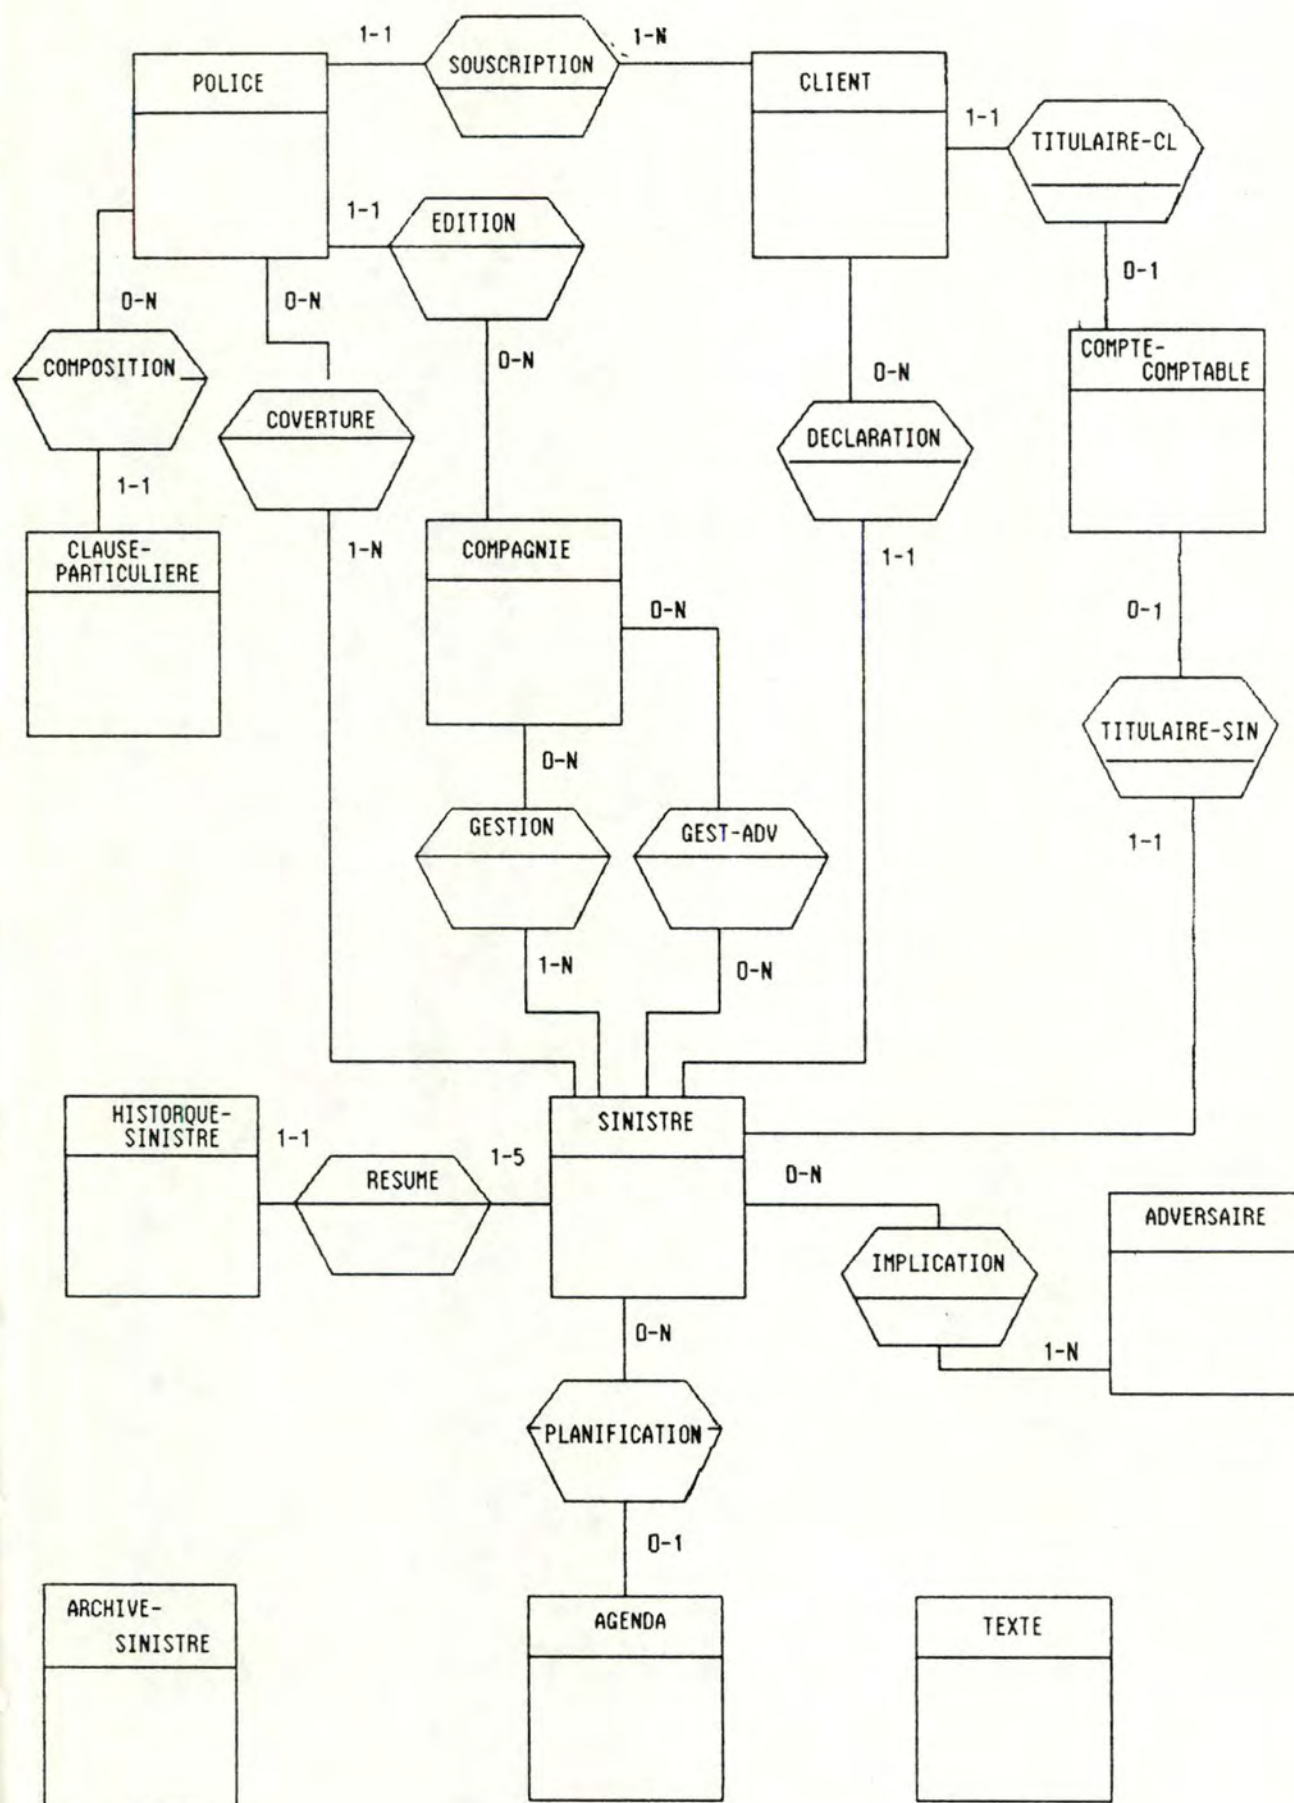 1-1
1-N
SOUSCRIPTION
POLICE
CLIENT
1-1
TITULAIRE-CL
1-1
EDITION
0-N
0-N
0-1
0-N
0-N
COMPOSITION
COMPTE-
COMPTABLE
COVERTURE
DECLARATION
1-1
CLAUSE-
PARTICULIERE
1-N
COMPAGNIE
1-1
0-N
0-1
TITULAIRE-SIN
0-N
GESTION
GEST-ADV
1-1
1-N
0-N
HISTORQUE-
SINISTRE
1-1
SINISTRE
1-5
RESUME
0-N
ADVERSAIRE
IMPLICATION
0-N
1-N
PLANIFICATION
0-1
ARCHIVE-
SINISTRE
AGENDA
TEXTE